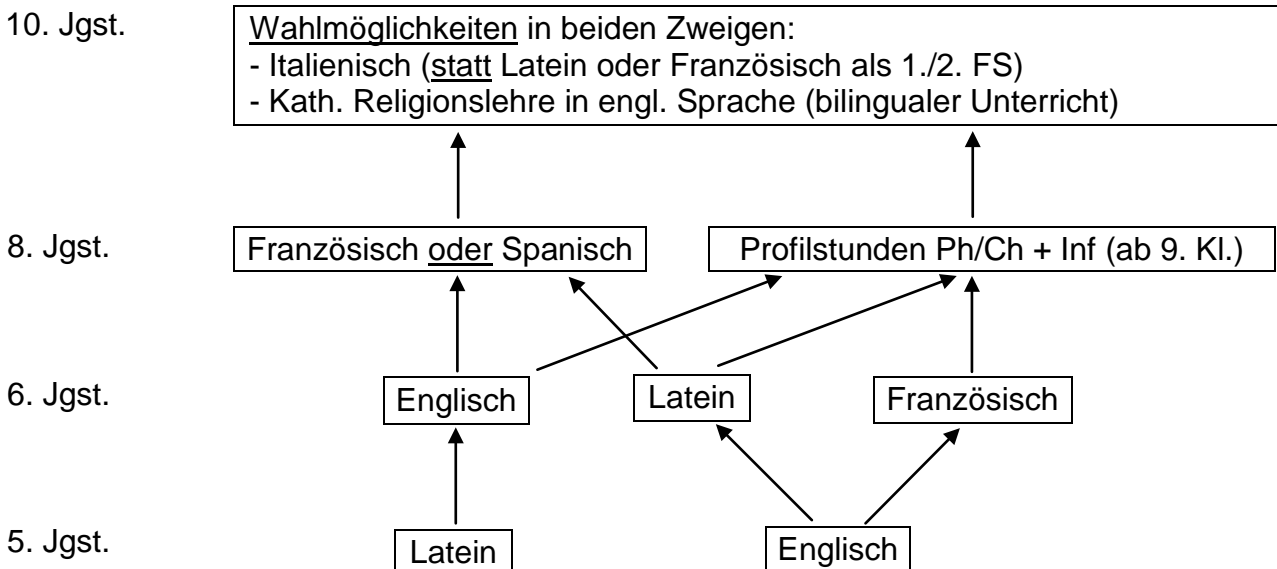 10. Jgst.
Wahlmöglichkeiten in beiden Zweigen:
- Italienisch (statt Latein oder Französisch als 1./2. FS)
- Kath. Religionslehre in engl. Sprache (bilingualer Unterricht)
8. Jgst.
Französisch oder Spanisch
Profilstunden Ph/Ch + Inf (ab 9. Kl.)
6. Jgst.
Englisch
Latein
Französisch
5. Jgst.
Latein
Englisch